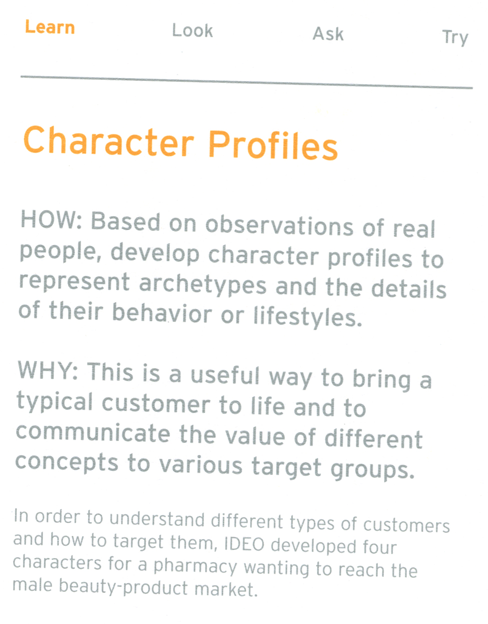 Learn Look Ask Try
Character Profiles
HOW: Based on observations of real
people, develop character profiles to
represent archetypes and the details
of their behavior or lifestyles.
WHY: This is a useful way to bring a
typical customer to life and to
communicate the value of different
concepts to various target groups.
In order to understand different types of customers
and how to target them, IDEO developed four
characters for a pharmacy wanting to reach the
male beauty-product market.